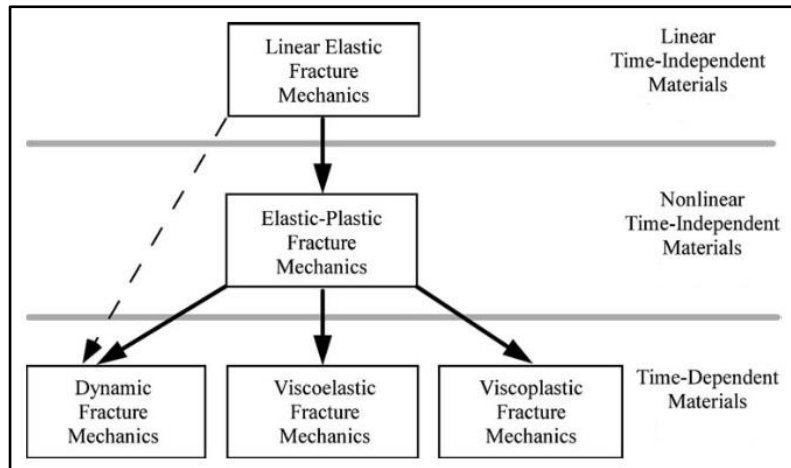 Linear Elastic
Fracture
Mechanics
Linear
Time-Independent
Materials
Elastic-Plastic
Fracture
Mechanics
Nonlinear
Time-Independent
Materials
Dynamic
Fracture
Mechanics
Viscoelastic
Fracture
Mechanics
Viscoplastic
Fracture
Mechanics
Time-Dependent
Materials